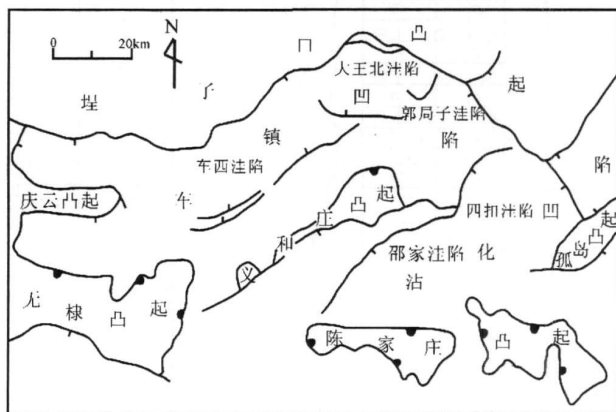 N
0 20km
埕子口凸起
大王北洼陷
郭局子洼陷
车镇凹陷
车西洼陷
庆云凸起
义和庄凸起
四扣洼陷
邵家洼陷
沾化凹陷
孤岛凸起
无棣凸起
陈家庄凸起